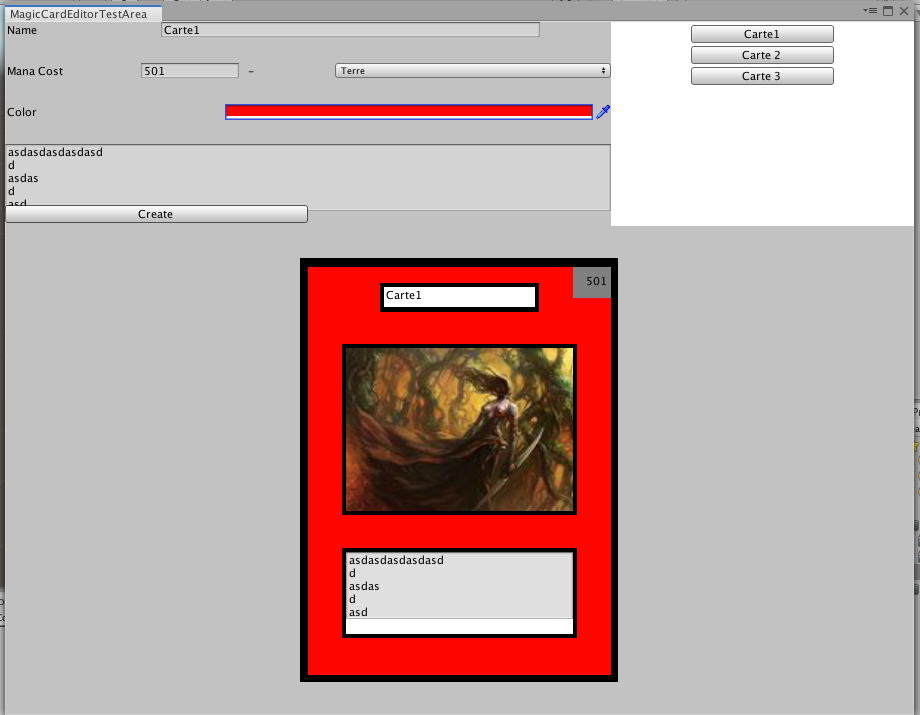 MagicCardEditorTestArea
Name
Carte1
Mana Cost
501
–
Terre
Color
asdasdasdasdasd
d
asdas
d
asd
Create
Carte1
Carte 2
Carte 3
501
Carte1
asdasdasdasdasd
d
asdas
d
asd